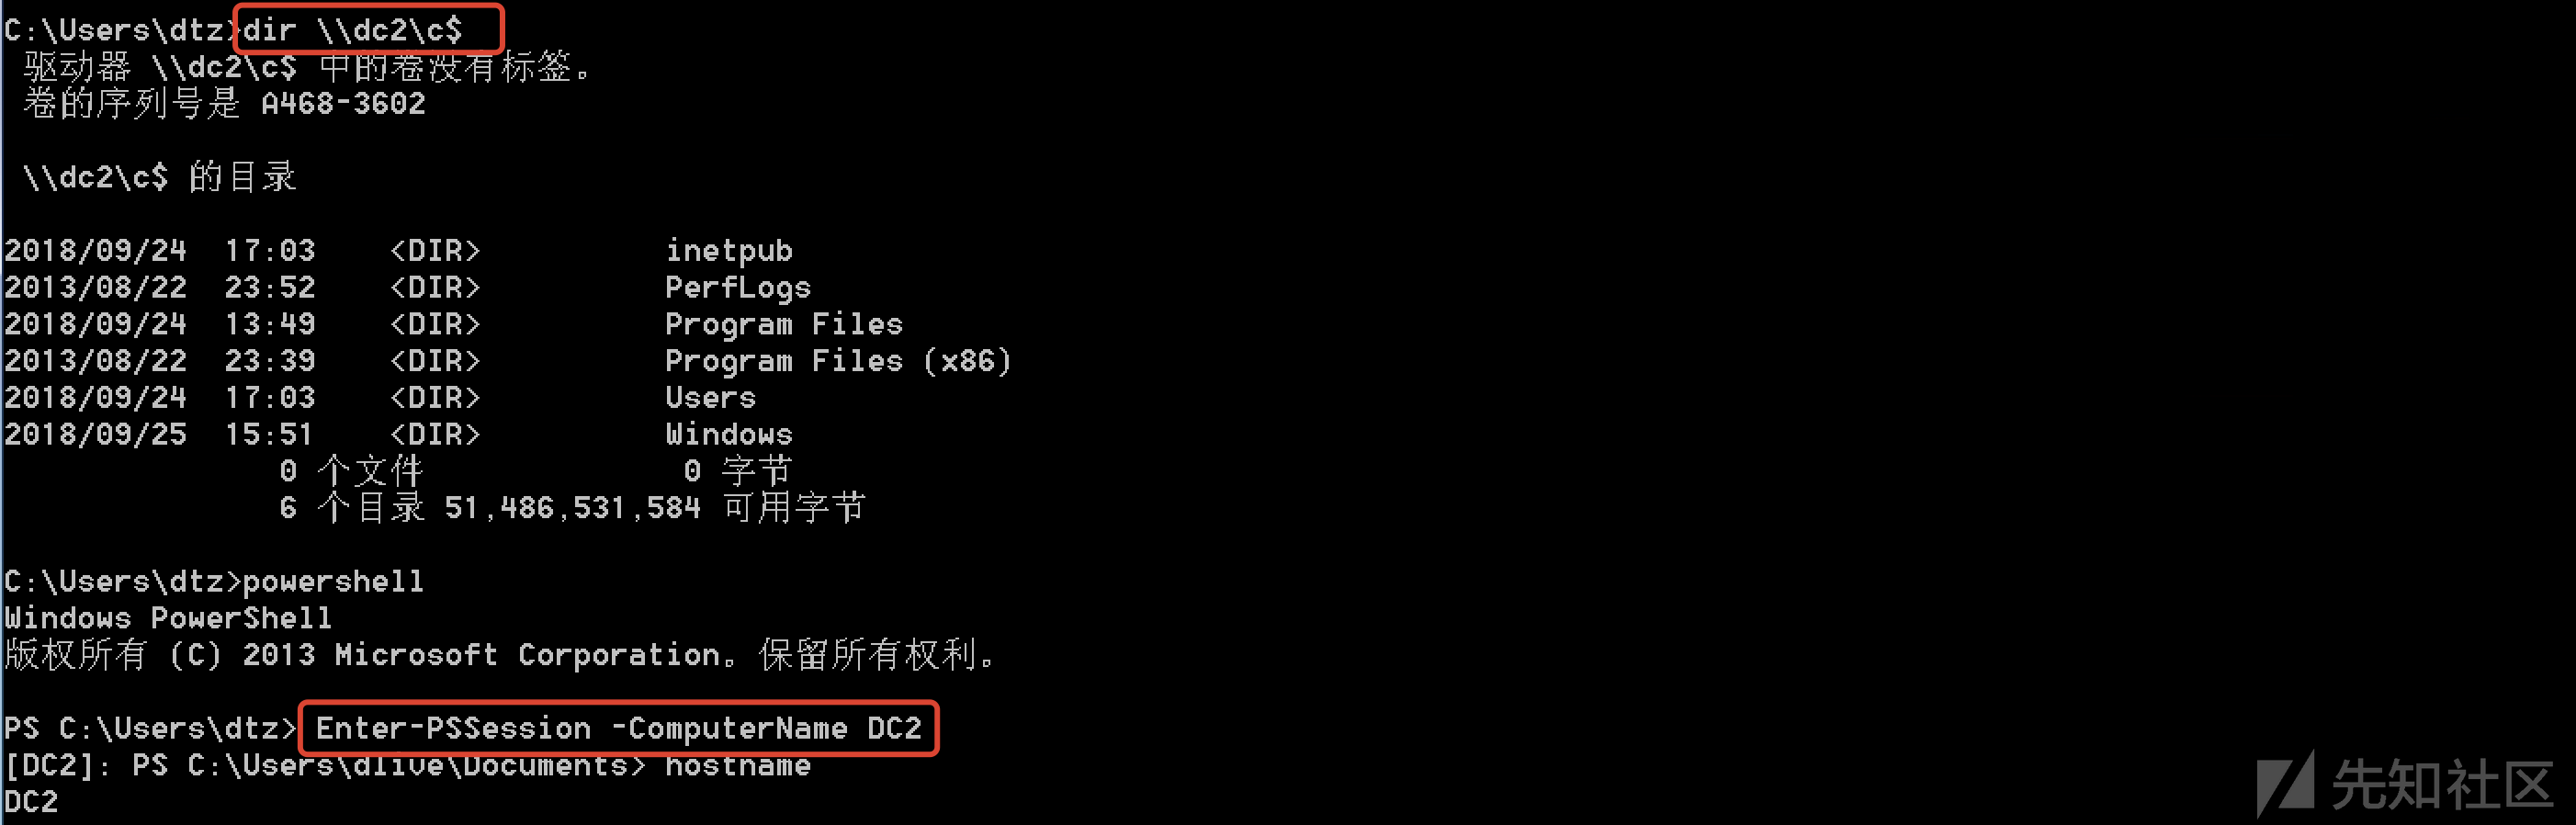 C:\Users\dtz>dir \\dc2\c$
驱动器 \\dc2\c$ 中的卷没有标签。
卷的序列号是 A468-3602
\\dc2\c$ 的目录
2018/09/24  17:03    <DIR>          inetpub
2013/08/22  23:52    <DIR>          PerfLogs
2018/09/24  13:49    <DIR>          Program Files
2013/08/22  23:39    <DIR>          Program Files (x86)
2018/09/24  17:03    <DIR>          Users
2018/09/25  15:51    <DIR>          Windows
0 个文件              0 字节
6 个目录 51,486,531,584 可用字节
C:\Users\dtz>powershell
Windows PowerShell
版权所有 (C) 2013 Microsoft Corporation。保留所有权利。
PS C:\Users\dtz> Enter-PSSession -ComputerName DC2
[DC2]: PS C:\Users\dlive\Documents> hostname
DC2
先知社区